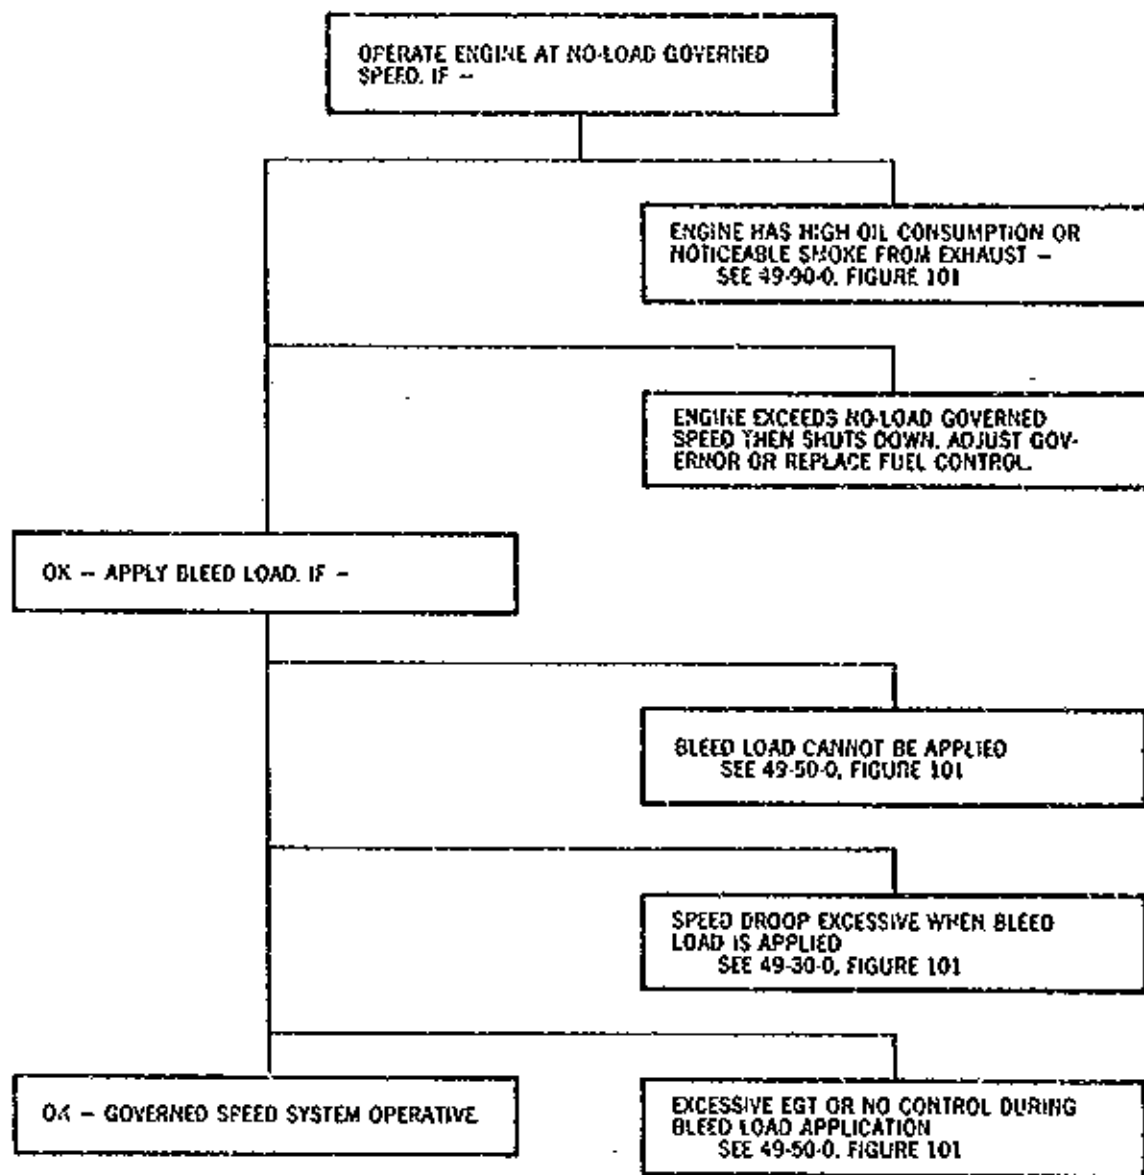 OPERATE ENGINE AT NO-LOAD GOVERNED
SPEED. IF –
ENGINE HAS HIGH OIL CONSUMPTION OR
NOTICEABLE SMOKE FROM EXHAUST –
SEE 49-90-0, FIGURE 101
ENGINE EXCEEDS NO-LOAD GOVERNED
SPEED THEN SHUTS DOWN. ADJUST GOV-
ERNOR OR REPLACE FUEL CONTROL.
OK – APPLY BLEED LOAD. IF –
BLEED LOAD CANNOT BE APPLIED
SEE 49-50-0, FIGURE 101
SPEED DROOP EXCESSIVE WHEN BLEED
LOAD IS APPLIED
SEE 49-30-0, FIGURE 101
OK – GOVERNED SPEED SYSTEM OPERATIVE.
EXCESSIVE EGT OR NO CONTROL DURING
BLEED LOAD APPLICATION
SEE 49-50-0. FIGURE 101